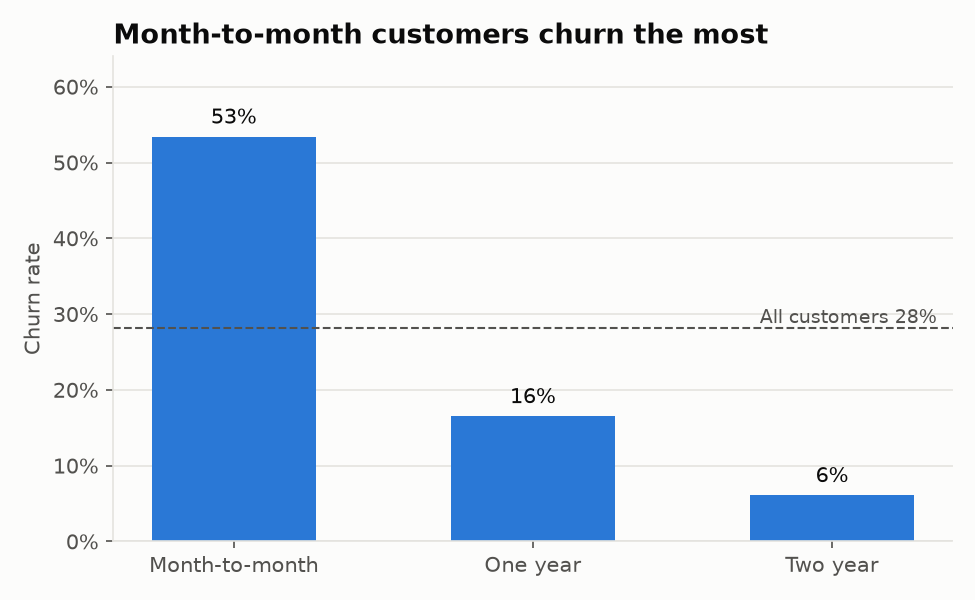 Month-to-month customers churn the most
Churn rate
60%
50%
40%
30%
20%
10%
0%
53%
16%
6%
All customers 28%
Month-to-month
One year
Two year